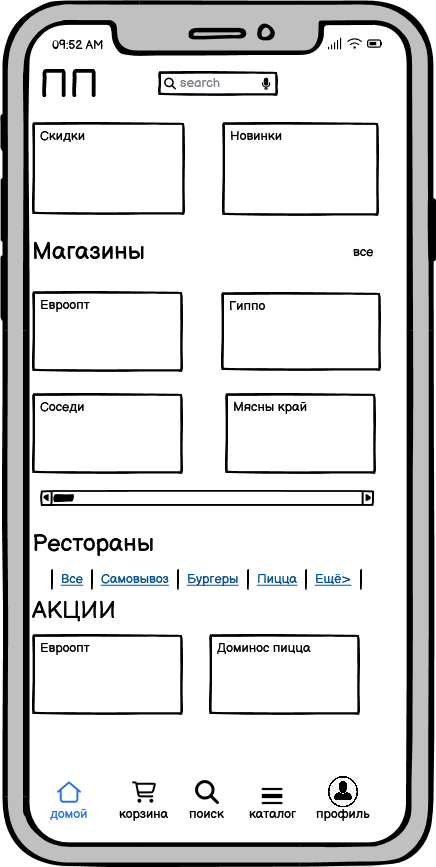 09:52 AM
ПП
search
Скидки
Новинки
Магазины
все
Евроопт
Гиппо
Соседи
Мясны край
Рестораны
Все Самовывоз Бургеры Пицца Ещё>
АКЦИИ
Евроопт
Доминос пицца
домой
корзина
поиск
каталог
профиль